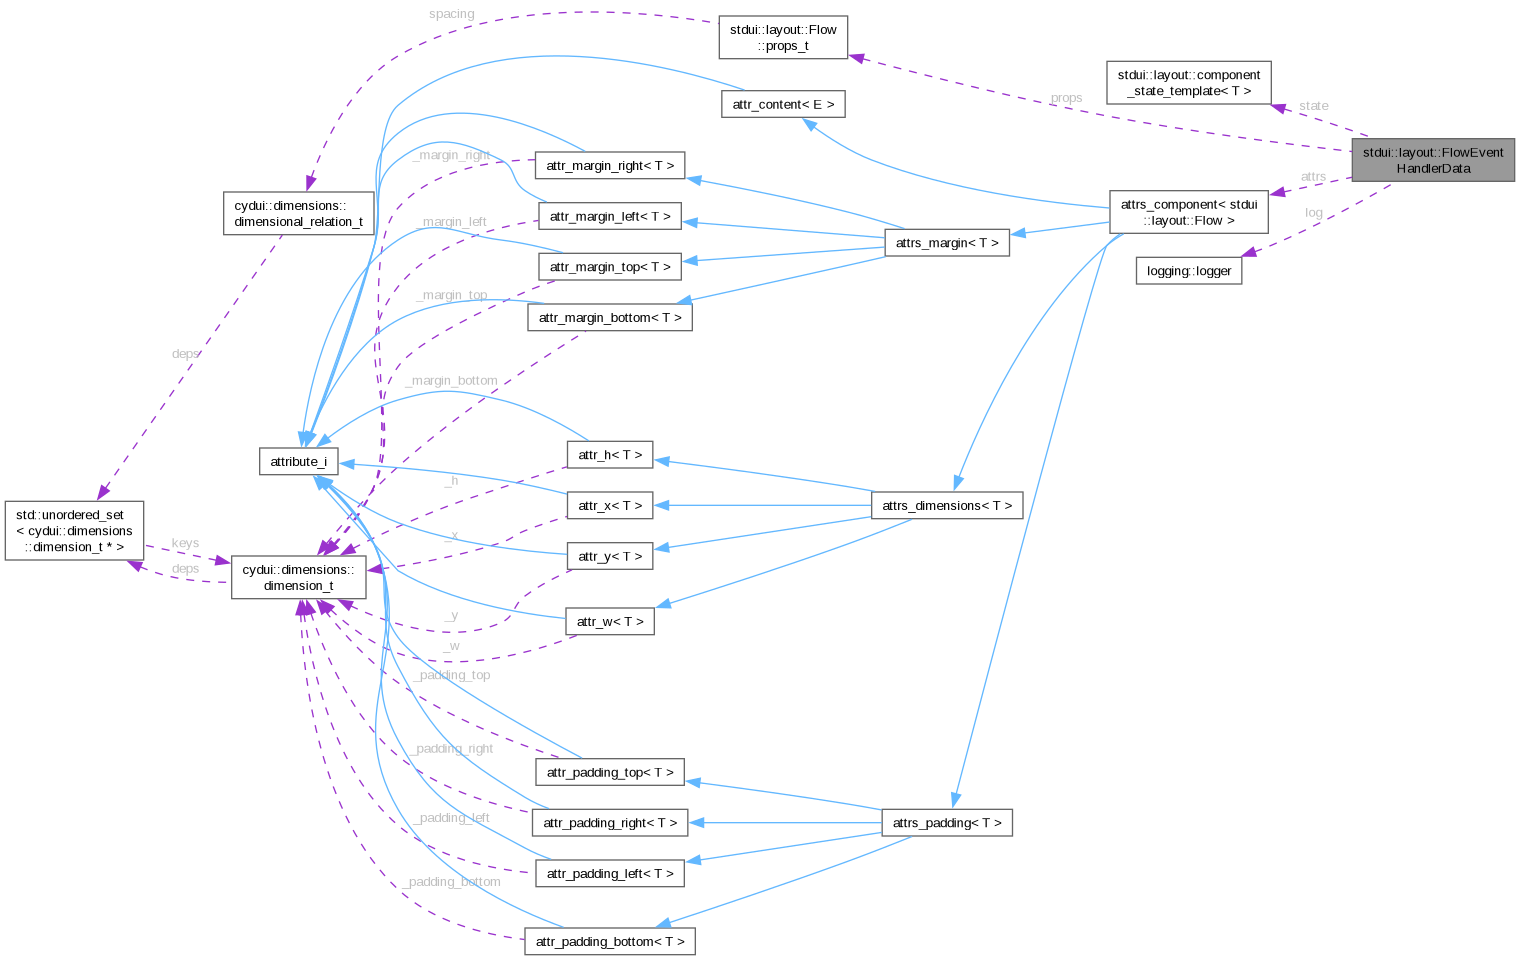 spacing
stdui::layout::Flow
::props_t
stdui::layout::component
_state_template< T >
props
state
attr_content< E >
stdui::layout::FlowEvent
HandlerData
_margin_right
attr_margin_right< T >
attrs
cydui::dimensions::
dimensional_relation_t
_margin_left
attr_margin_left< T >
attrs_component< stdui
::layout::Flow >
log
attrs_margin< T >
attr_margin_top< T >
logging::logger
_margin_top
attr_margin_bottom< T >
deps
_margin_bottom
attribute_i
attr_h< T >
_h
attr_x< T >
attrs_dimensions< T >
std::unordered_set
< cydui::dimensions
::dimension_t * >
keys
_x
deps
cydui::dimensions::
dimension_t
attr_y< T >
_y
attr_w< T >
_w
_padding_top
_padding_right
attr_padding_top< T >
_padding_left
attr_padding_right< T >
attrs_padding< T >
_padding_bottom
attr_padding_left< T >
attr_padding_bottom< T >